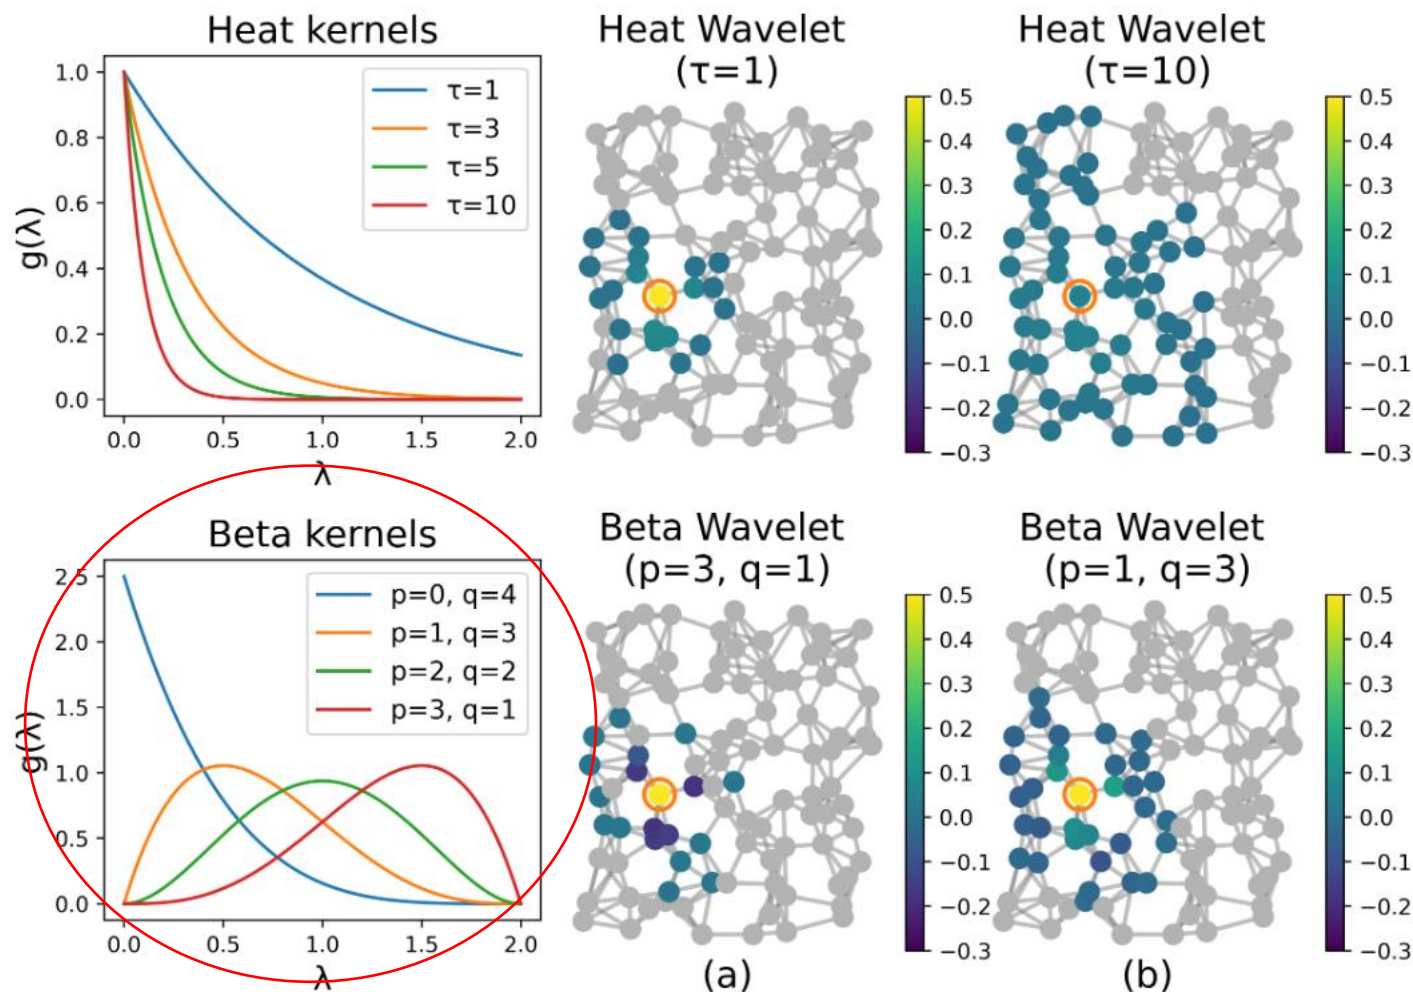 Heat kernels
g(λ)
1.0
0.8
0.6
0.4
0.2
0.0
τ=1
τ=3
τ=5
τ=10
0.0 0.5 1.0 1.5 2.0
λ
Heat Wavelet
(τ=1)
0.5
0.4
0.3
0.2
0.1
0.0
−0.1
−0.2
−0.3
Heat Wavelet
(τ=10)
0.5
0.4
0.3
0.2
0.1
0.0
−0.1
−0.2
−0.3
Beta kernels
g(λ)
2.5
2.0
1.5
1.0
0.5
0.0
p=0, q=4
p=1, q=3
p=2, q=2
p=3, q=1
0.0 0.5 1.0 1.5 2.0
λ
Beta Wavelet
(p=3, q=1)
0.5
0.4
0.3
0.2
0.1
0.0
−0.1
−0.2
−0.3
(a)
Beta Wavelet
(p=1, q=3)
0.5
0.4
0.3
0.2
0.1
0.0
−0.1
−0.2
−0.3
(b)